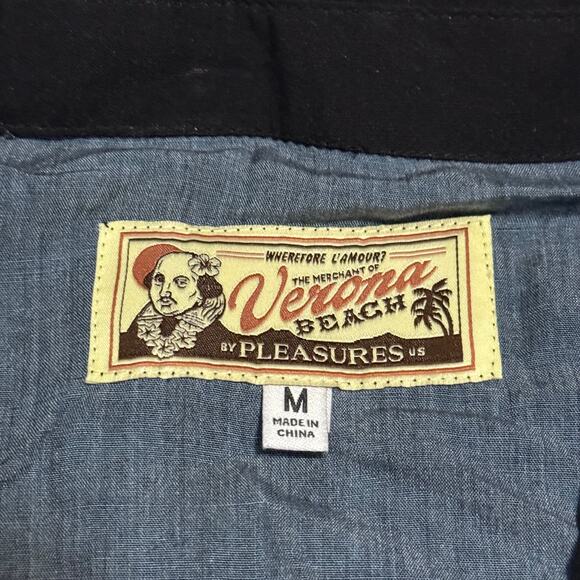 WHEREFORE L'AMOUR?
THE MERCHANT OF
Verona
BEACH
BY PLEASURES US
M
MADE IN
CHINA